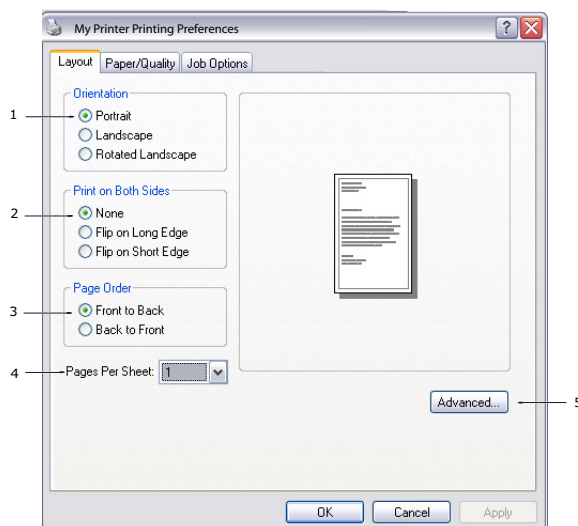 My Printer Printing Preferences
Layout Paper/Quality Job Options
Orientation
1
Portrait
Landscape
Rotated Landscape
Print on Both Sides
2
None
Flip on Long Edge
Flip on Short Edge
Page Order
3
Front to Back
Back to Front
4
Pages Per Sheet: 1
Advanced...
5
OK Cancel Apply